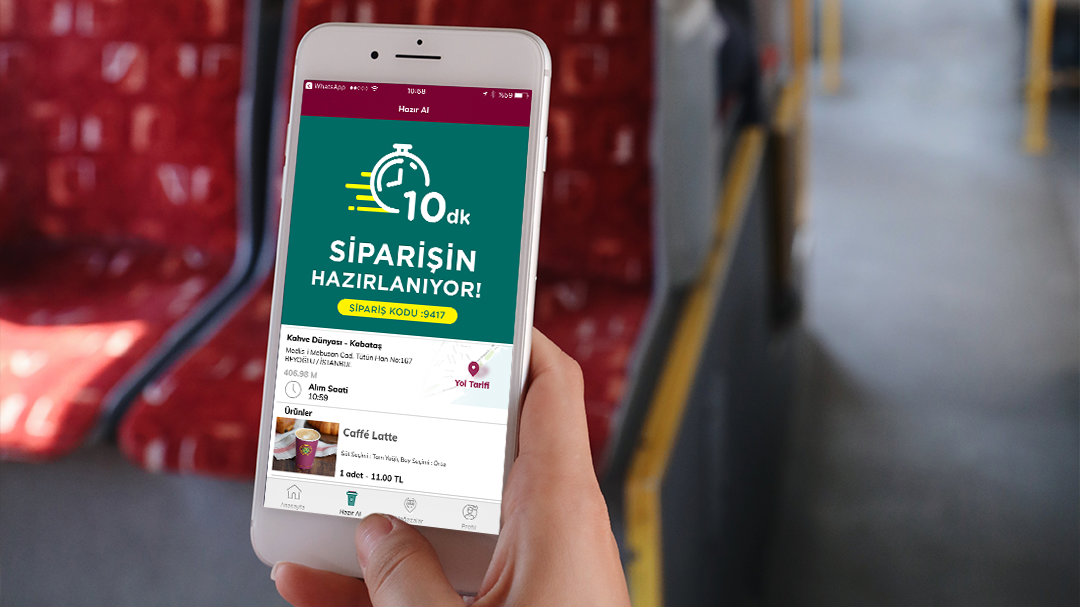 WhatsApp 10:58 %59
Hazır Al
10dk
SİPARİŞİN
HAZIRLANIYOR!
SİPARİŞ KODU :9417
Kahve Dünyası - Kabataş
Meclis-i Mebusan Cad. Tütün Han No:167
BEYOĞLU / İSTANBUL
406.98 M
Yol Tarifi
Alım Saati
10:59
Ürünler
Caffé Latte
Süt Seçimi : Tam Yağlı, Boy Seçimi : Orta
1 adet - 11.00 TL
Anasayfa Hazır Al Profil